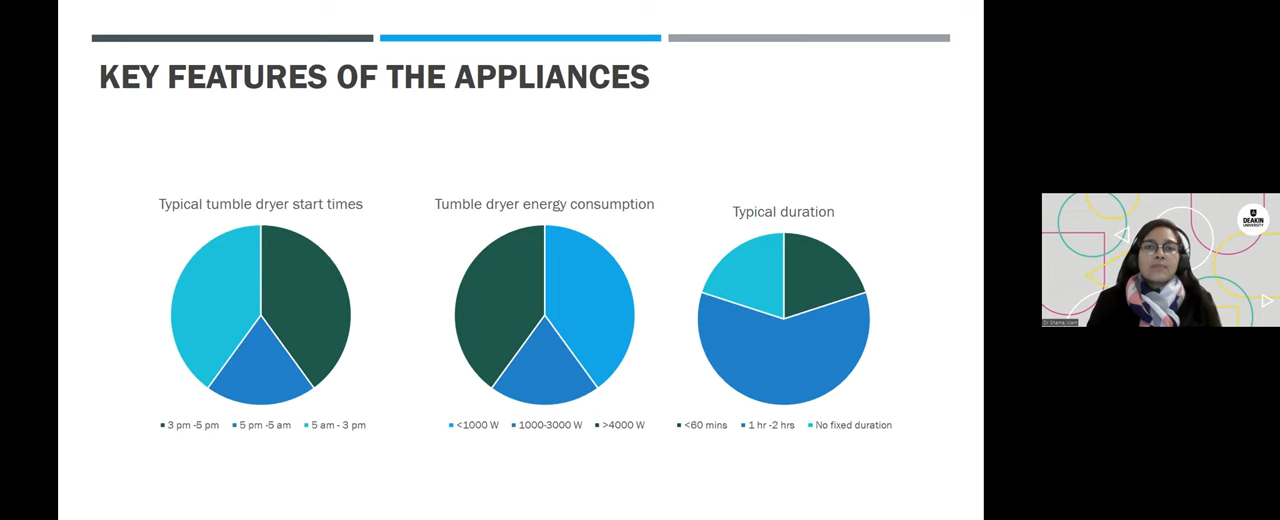 KEY FEATURES OF THE APPLIANCES
Typical tumble dryer start times
3 pm -5 pm 5 pm -5 am 5 am - 3 pm
Tumble dryer energy consumption
<1000 W 1000-3000 W >4000 W
Typical duration
<60 mins 1 hr -2 hrs No fixed duration
DEAKIN
UNIVERSITY